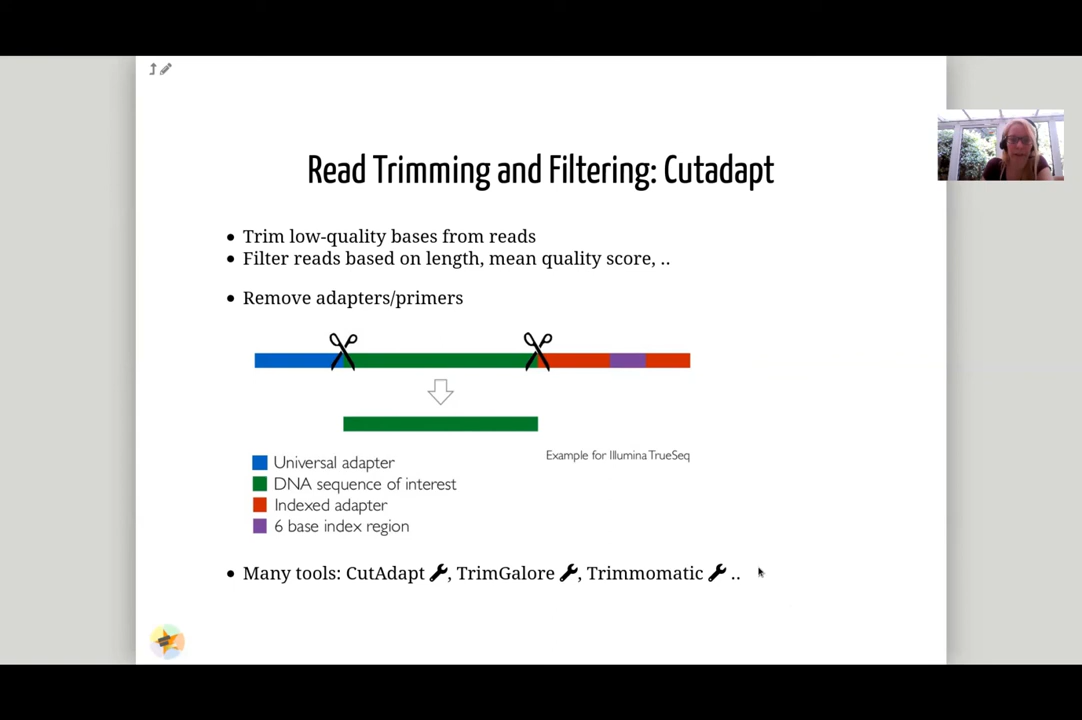 Read Trimming and Filtering: Cutadapt
Trim low-quality bases from reads
Filter reads based on length, mean quality score, ..
Remove adapters/primers
Example for Illumina TrueSeq
Universal adapter
DNA sequence of interest
Indexed adapter
6 base index region
Many tools: CutAdapt , TrimGalore , Trimmomatic ..